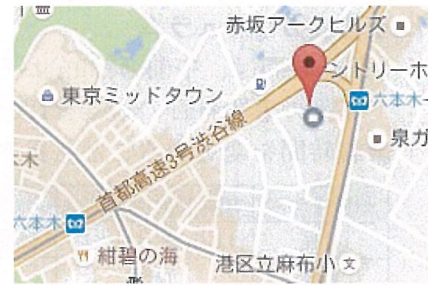 赤坂アークヒルズ
ントリーホ
東京ミッドタウン
六本木一
泉ガ
首都高速3号渋谷線
木
六本木
紺碧の海
港区立麻布小